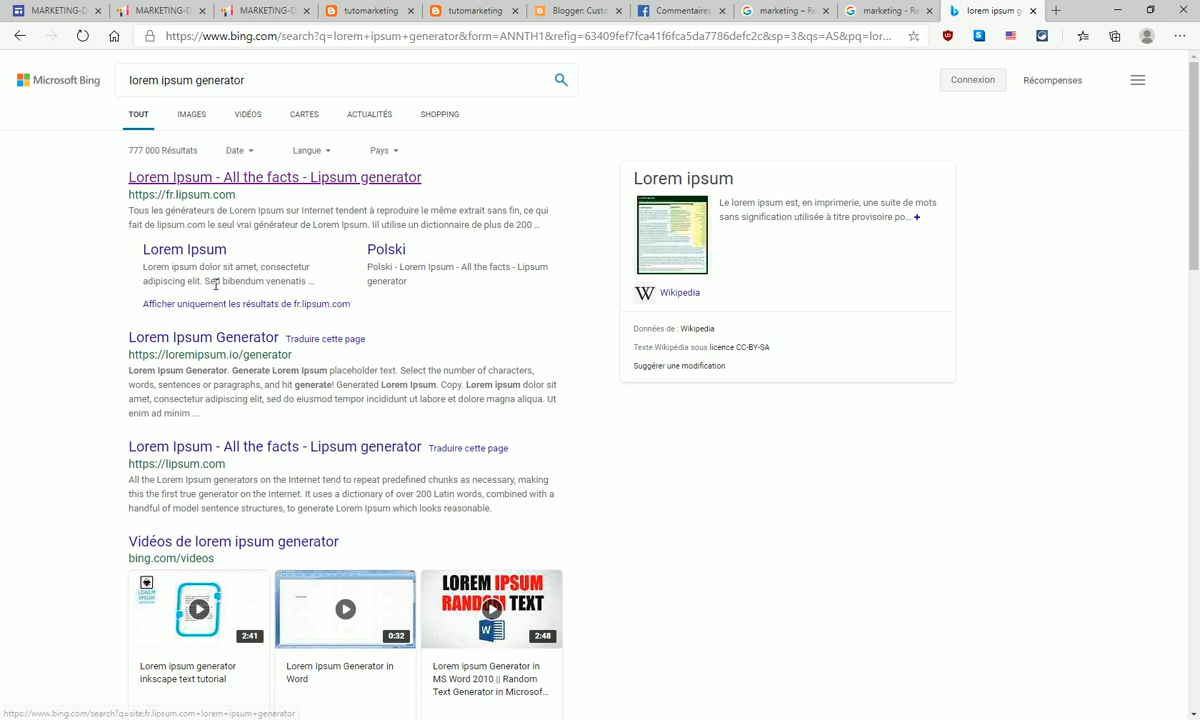 MARKETING-D
MARKETING-D
MARKETING-D
tutomarketing
tutomarketing
Blogger: Custo
Commentaires
marketing – Re
marketing - Re
lorem ipsum g
https://www.bing.com/search?q=lorem+ipsum+generator&form=ANNTH1&refig=63409fef7fca41f6fca5da7786defc2c&sp=3&qs=AS&pq=lor...
Microsoft Bing
lorem ipsum generator
Connexion
Récompenses
TOUT
IMAGES
VIDÉOS
CARTES
ACTUALITÉS
SHOPPING
777 000 Résultats
Date
Langue
Pays
Lorem Ipsum - All the facts - Lipsum generator
https://fr.lipsum.com
Tous les générateurs de Lorem Ipsum sur Internet tendent à reproduire le même extrait sans fin, ce qui
fait de lipsum.com le seul vrai générateur de Lorem Ipsum. Iil utilise un dictionnaire de plus de 200 ...
Lorem Ipsum
Lorem ipsum dolor sit amet, consectetur
adipiscing elit. Sed bibendum venenatis ...
Polski
Polski - Lorem Ipsum - All the facts - Lipsum
generator
Afficher uniquement les résultats de fr.lipsum.com
Lorem Ipsum Generator Traduire cette page
https://loremipsum.io/generator
Lorem Ipsum Generator. Generate Lorem Ipsum placeholder text. Select the number of characters,
words, sentences or paragraphs, and hit generate! Generated Lorem Ipsum. Copy. Lorem ipsum dolor sit
amet, consectetur adipiscing elit, sed do eiusmod tempor incididunt ut labore et dolore magna aliqua. Ut
enim ad minim ...
Lorem Ipsum - All the facts - Lipsum generator Traduire cette page
https://lipsum.com
All the Lorem Ipsum generators on the Internet tend to repeat predefined chunks as necessary, making
this the first true generator on the Internet. It uses a dictionary of over 200 Latin words, combined with a
handful of model sentence structures, to generate Lorem Ipsum which looks reasonable.
Vidéos de lorem ipsum generator
bing.com/videos
2:41
Lorem ipsum generator
inkscape text tutorial
0:32
Lorem Ipsum Generator in
Word
LOREM IPSUM
RANDOM TEXT
2:48
Lorem ipsum Generator in
MS Word 2010 || Random
Text Generator in Microsof...
Lorem ipsum
Le lorem ipsum est, en imprimerie, une suite de mots
sans signification utilisée à titre provisoire po... +
W Wikipedia
Données de : Wikipedia
Texte Wikipédia sous licence CC-BY-SA
Suggérer une modification
https://www.bing.com/search?q=site:fr.lipsum.com+lorem+ipsum+generator